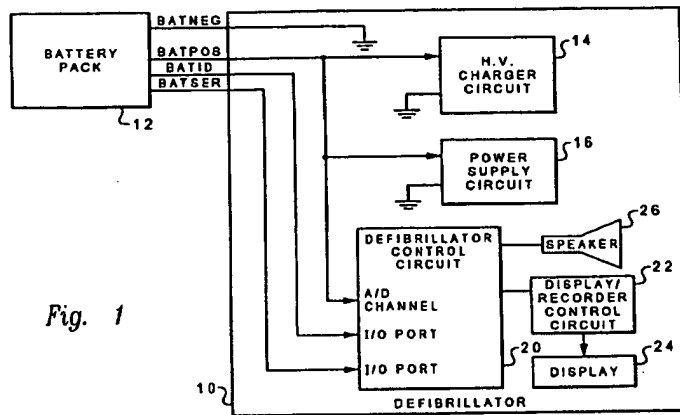 BATTERY
PACK
12
BATNEG
BATPOS
BATID
BATSER
H.V.
CHARGER
CIRCUIT
14
POWER
SUPPLY
CIRCUIT
16
DEFIBRILLATOR
CONTROL
CIRCUIT
A/D
CHANNEL
I/O PORT
I/O PORT
20
SPEAKER
26
DISPLAY/
RECORDER
CONTROL
CIRCUIT
22
DISPLAY
24
Fig. 1
10
DEFIBRILLATOR